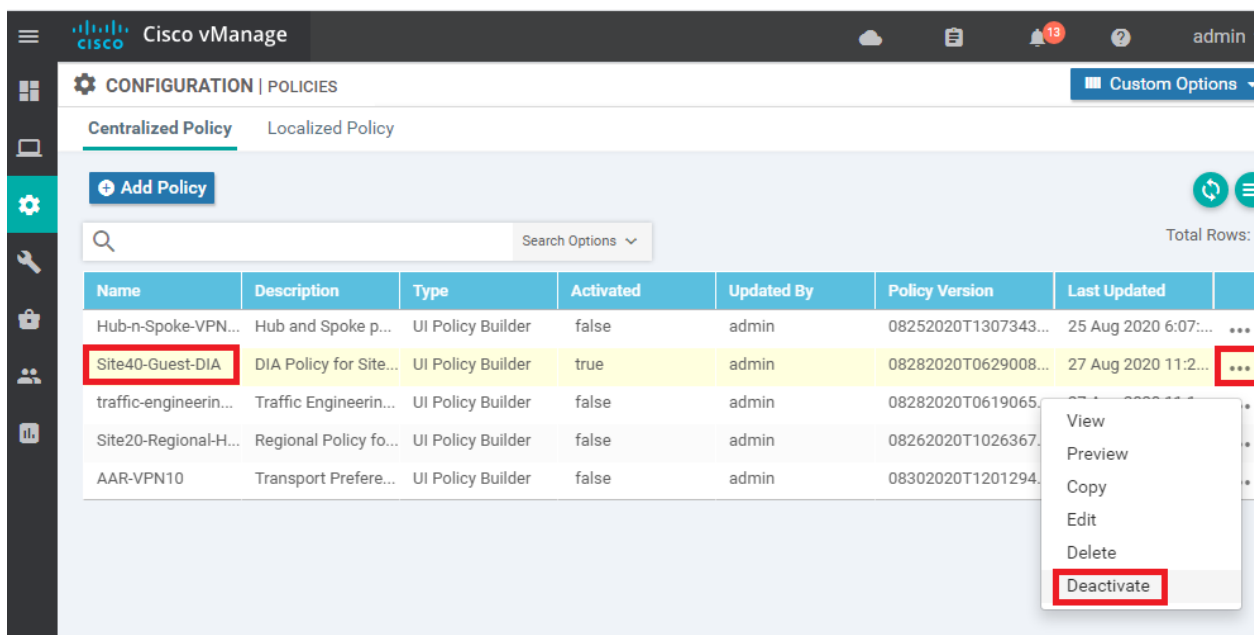 CISCO Cisco vManage 13 admin
CONFIGURATION | POLICIES Custom Options
Centralized Policy Localized Policy
Add Policy
Search Options Total Rows:
Name Description Type Activated Updated By Policy Version Last Updated
Hub-n-Spoke-VPN... Hub and Spoke p... UI Policy Builder false admin 08252020T1307343... 25 Aug 2020 6:07:...
Site40-Guest-DIA DIA Policy for Site... UI Policy Builder true admin 08282020T0629008... 27 Aug 2020 11:2...
traffic-engineerin... Traffic Engineerin... UI Policy Builder false admin 08282020T0619065.
Site20-Regional-H... Regional Policy fo... UI Policy Builder false admin 08262020T1026367.
AAR-VPN10 Transport Prefere... UI Policy Builder false admin 08302020T1201294.
View
Preview
Copy
Edit
Delete
Deactivate